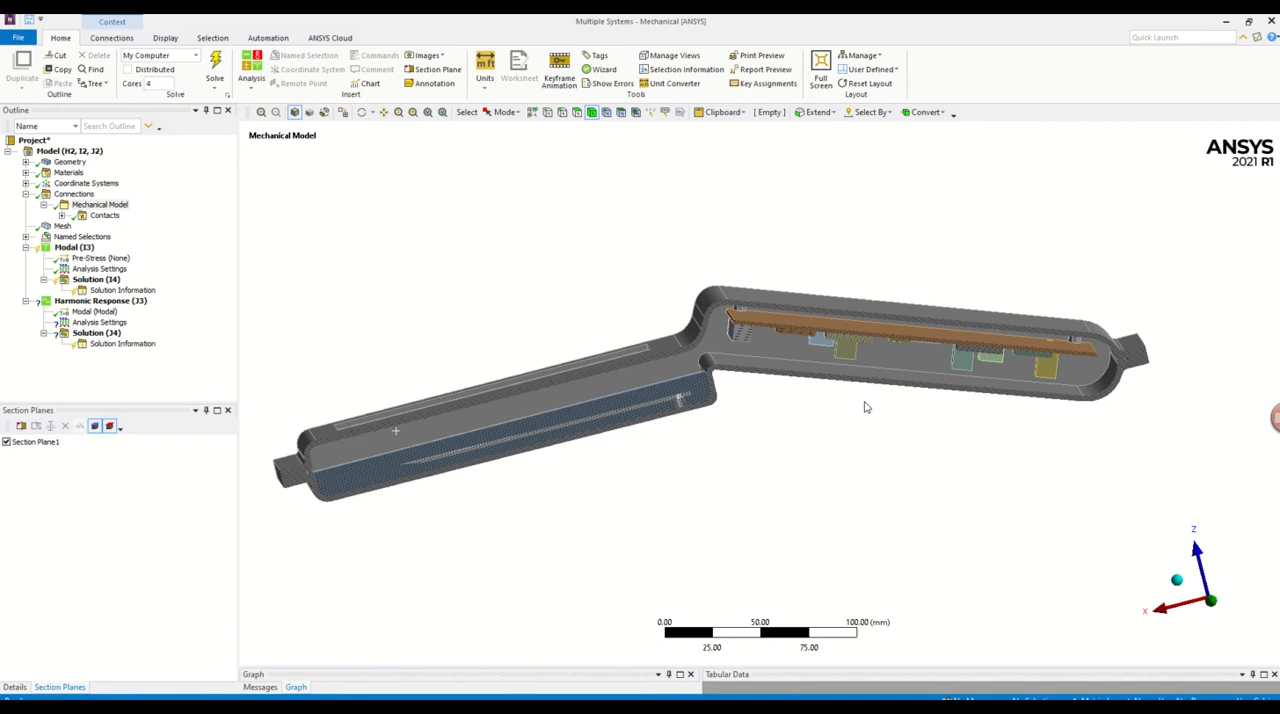 Context
Multiple Systems - Mechanical [ANSYS]
File Home Connections Display Selection Automation ANSYS Cloud Quick Launch
Duplicate Cut Delete My Computer Solve Analysis Named Selection Commands Images Units Worksheet Keyframe Animation Tags Manage Views Print Preview Full Screen Manage
Copy Find Distributed Coordinate System Comment Section Plane Wizard Selection Information Report Preview User Defined
Paste Tree Cores 4 Remote Point Chart Annotation Show Errors Unit Converter Key Assignments Reset Layout
Outline Solve Insert Tools Layout
Outline
Select Mode Clipboard [ Empty ] Extend Select By Convert
Name Search Outline
Mechanical Model
ANSYS
2021 R1
Project*
Model (H2, I2, J2)
Geometry
Materials
Coordinate Systems
Connections
Mechanical Model
Contacts
Mesh
Named Selections
Modal (I3)
Pre-Stress (None)
Analysis Settings
Solution (I4)
Solution Information
Harmonic Response (J3)
Modal (Modal)
Analysis Settings
Solution (J4)
Solution Information
Section Planes
Section Plane1
Z
X
0.00 50.00 100.00 (mm)
25.00 75.00
Graph Tabular Data
Details Section Planes Messages Graph